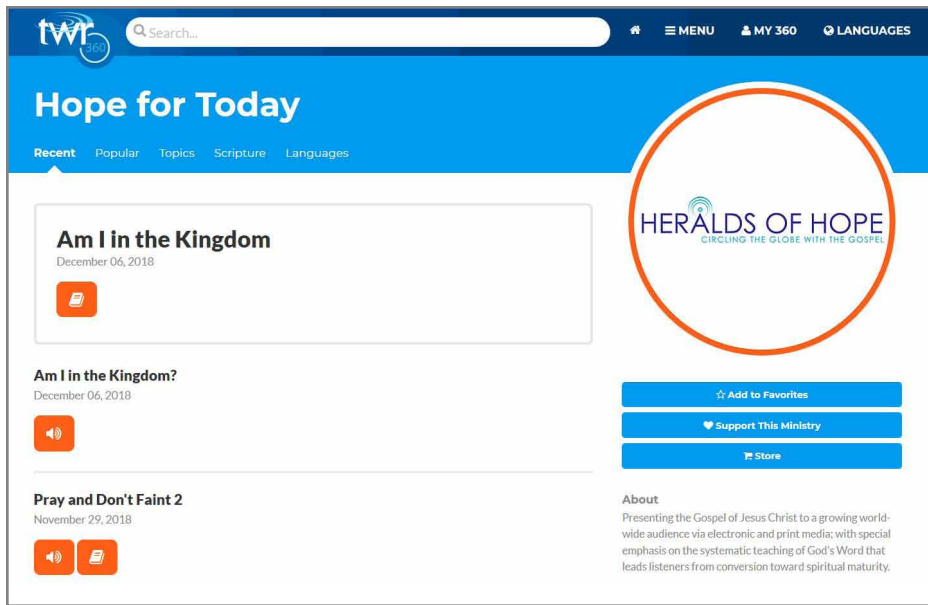 twr
360
Search...
MENU
MY 360
LANGUAGES
Hope for Today
Recent Popular Topics Scripture Languages
HERALDS OF HOPE
CIRCLING THE GLOBE WITH THE GOSPEL
Am I in the Kingdom
December 06, 2018
Am I in the Kingdom?
December 06, 2018
Pray and Don't Faint 2
November 29, 2018
Add to Favorites
Support This Ministry
Store
About
Presenting the Gospel of Jesus Christ to a growing world-
wide audience via electronic and print media; with special
emphasis on the systematic teaching of God's Word that
leads listeners from conversion toward spiritual maturity.